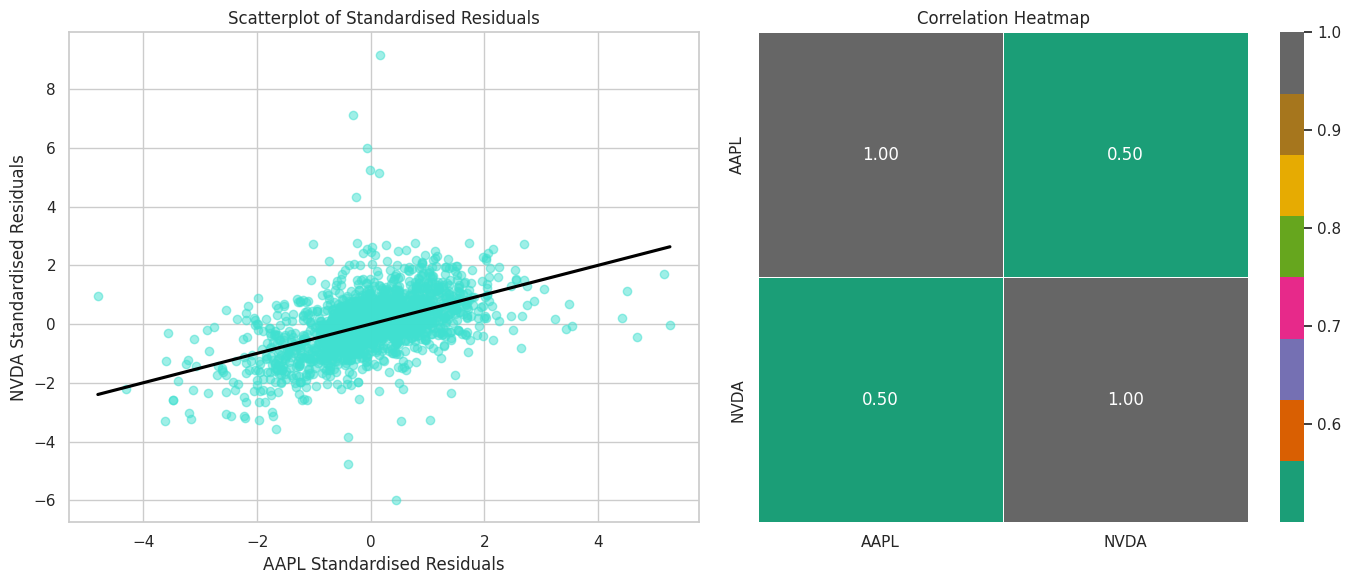 Scatterplot of Standardised Residuals
8
6
4
2
0
−2
−4
−6
NVDA Standardised Residuals
−4 −2 0 2 4
AAPL Standardised Residuals
Correlation Heatmap
AAPL
NVDA
1.00 0.50
0.50 1.00
AAPL NVDA
1.0
0.9
0.8
0.7
0.6